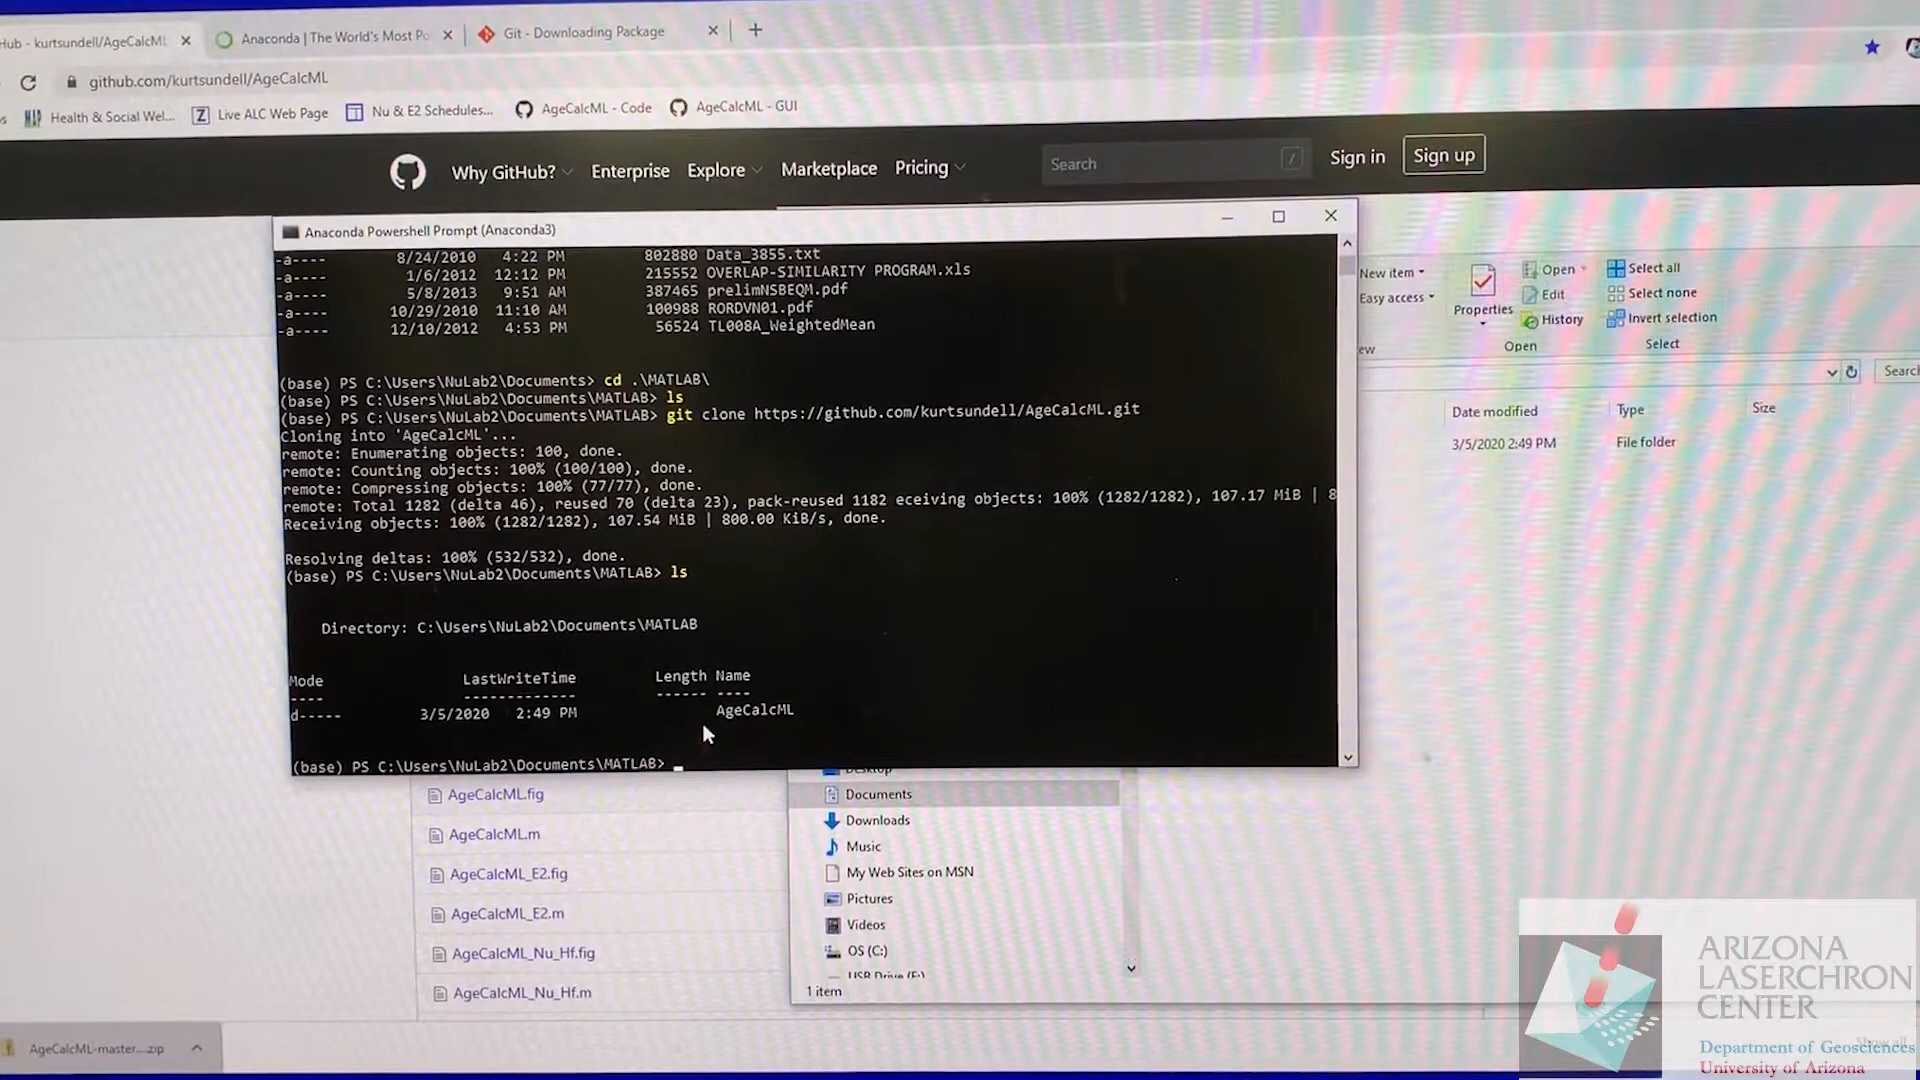 Hub - kurtsundell/AgeCalcML
Anaconda | The World's Most Po
Git - Downloading Package
github.com/kurtsundell/AgeCalcML
Health & Social Wel...
Live ALC Web Page
Nu & E2 Schedules...
AgeCalcML - Code
AgeCalcML - GUI
Why GitHub?
Enterprise
Explore
Marketplace
Pricing
Search
/
Sign in
Sign up
Anaconda Powershell Prompt (Anaconda3)
-a---- 8/24/2010 4:22 PM 802880 Data_3855.txt
-a---- 1/6/2012 12:12 PM 215552 OVERLAP-SIMILARITY PROGRAM.xls
-a---- 5/8/2013 9:51 AM 387465 prelimNSBEQM.pdf
-a---- 10/29/2010 11:10 AM 100988 RORDVN01.pdf
-a---- 12/10/2012 4:53 PM 56524 TL008A_WeightedMean
(base) PS C:\Users\NuLab2\Documents> cd .\MATLAB\
(base) PS C:\Users\NuLab2\Documents\MATLAB> ls
(base) PS C:\Users\NuLab2\Documents\MATLAB> git clone https://github.com/kurtsundell/AgeCalcML.git
Cloning into 'AgeCalcML'...
remote: Enumerating objects: 100, done.
remote: Counting objects: 100% (100/100), done.
remote: Compressing objects: 100% (77/77), done.
remote: Total 1282 (delta 46), reused 70 (delta 23), pack-reused 1182 eceiving objects: 100% (1282/1282), 107.17 MiB | 8
Receiving objects: 100% (1282/1282), 107.54 MiB | 800.00 KiB/s, done.
Resolving deltas: 100% (532/532), done.
(base) PS C:\Users\NuLab2\Documents\MATLAB> ls
Directory: C:\Users\NuLab2\Documents\MATLAB
Mode LastWriteTime Length Name
---- ------------- ------ ----
d----- 3/5/2020 2:49 PM AgeCalcML
(base) PS C:\Users\NuLab2\Documents\MATLAB>
New item
Easy access
ew
Properties
Open
Edit
History
Open
Select all
Select none
Invert selection
Select
Search
Date modified
Type
Size
3/5/2020 2:49 PM
File folder
AgeCalcML.fig
AgeCalcML.m
AgeCalcML_E2.fig
AgeCalcML_E2.m
AgeCalcML_Nu_Hf.fig
AgeCalcML_Nu_Hf.m
Desktop
Documents
Downloads
Music
My Web Sites on MSN
Pictures
Videos
OS (C:)
USB Drive (F:)
1 item
AgeCalcML-master....zip
Show all
ARIZONA
LASERCHRON
CENTER
Department of Geosciences
University of Arizona